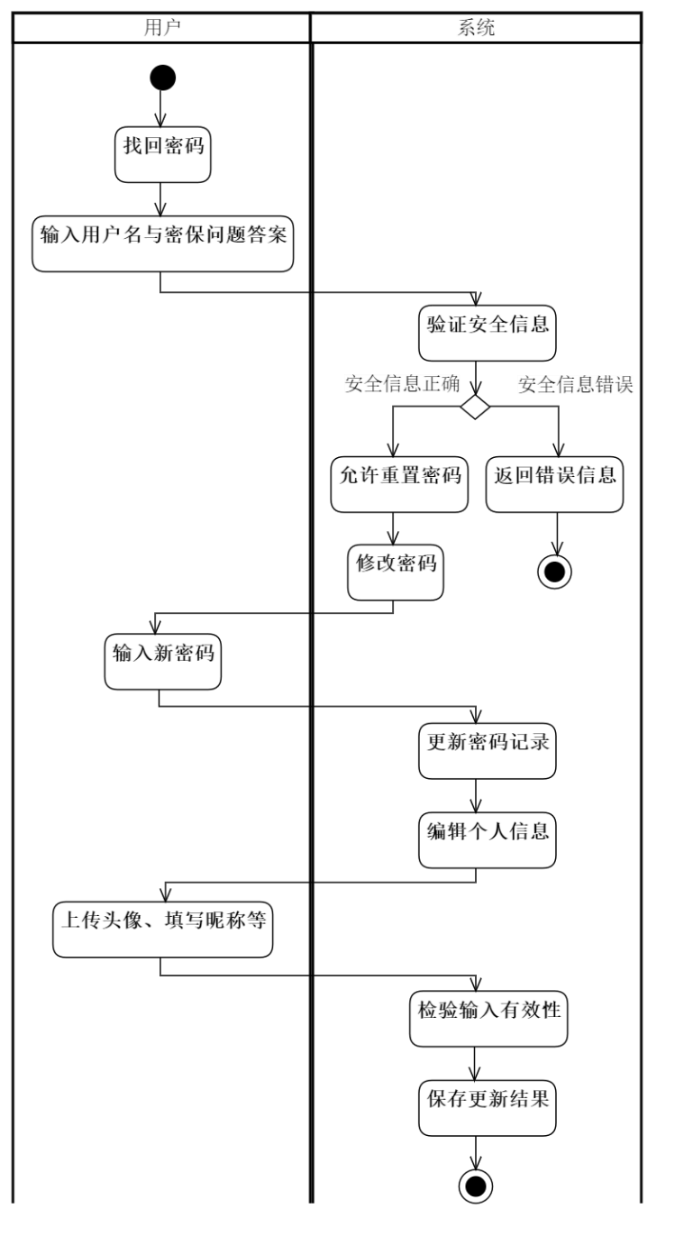 用户
系统
找回密码
输入用户名与密保问题答案
验证安全信息
安全信息正确
安全信息错误
允许重置密码
返回错误信息
修改密码
输入新密码
更新密码记录
编辑个人信息
上传头像、填写昵称等
检验输入有效性
保存更新结果